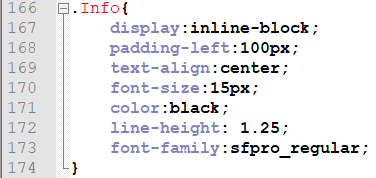 166 .Info{
167 display:inline-block;
168 padding-left:100px;
169 text-align:center;
170 font-size:15px;
171 color:black;
172 line-height: 1.25;
173 font-family:sfpro_regular;
174 }